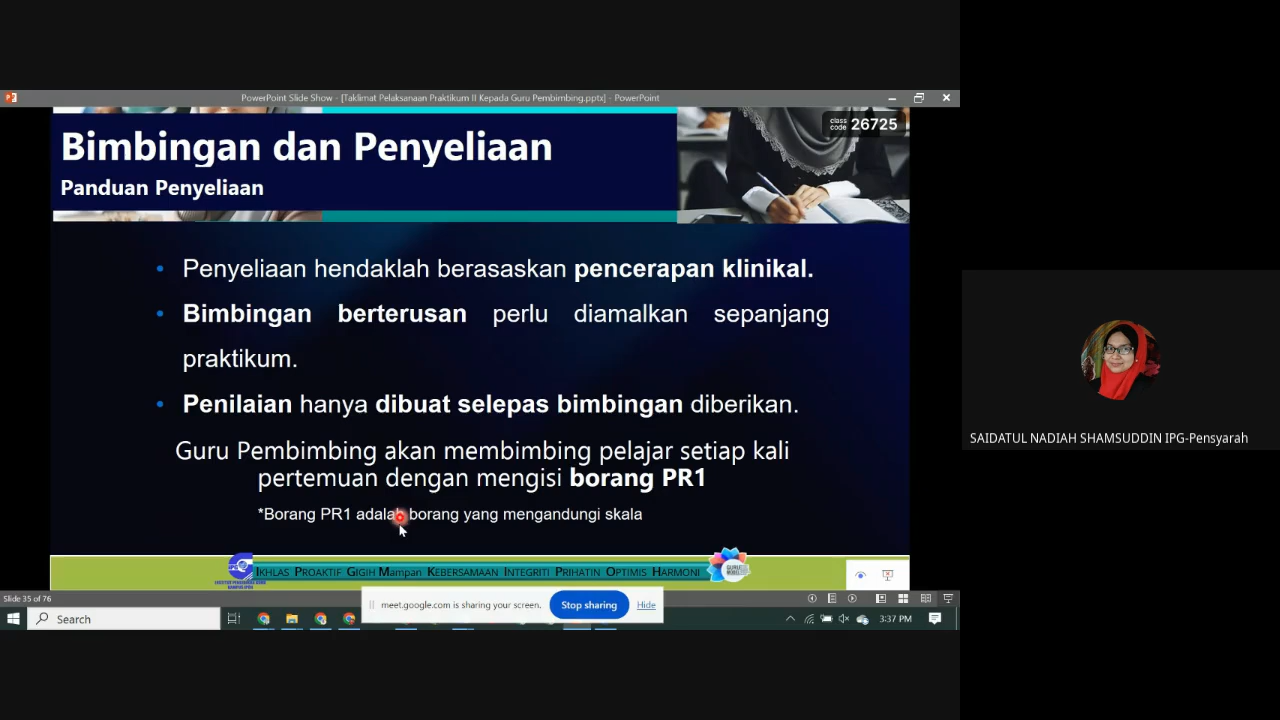 PowerPoint Slide Show - [Taklimat Pelaksanaan Praktikum II Kepada Guru Pembimbing.pptx] - PowerPoint
class code 26725
Bimbingan dan Penyeliaan
Panduan Penyeliaan
• Penyeliaan hendaklah berasaskan pencerapan klinikal.
• Bimbingan berterusan perlu diamalkan sepanjang
praktikum.
• Penilaian hanya dibuat selepas bimbingan diberikan.
Guru Pembimbing akan membimbing pelajar setiap kali
pertemuan dengan mengisi borang PR1
*Borang PR1 adalah borang yang mengandungi skala
IKHLAS PROAKTIF GIGIH Mampan KEBERSAMAAN INTEGRITI PRIHATIN OPTIMIS HARMONI
Slide 35 of 76
meet.google.com is sharing your screen.
Stop sharing
Hide
Search
3:37 PM
SAIDATUL NADIAH SHAMSUDDIN IPG-Pensyarah